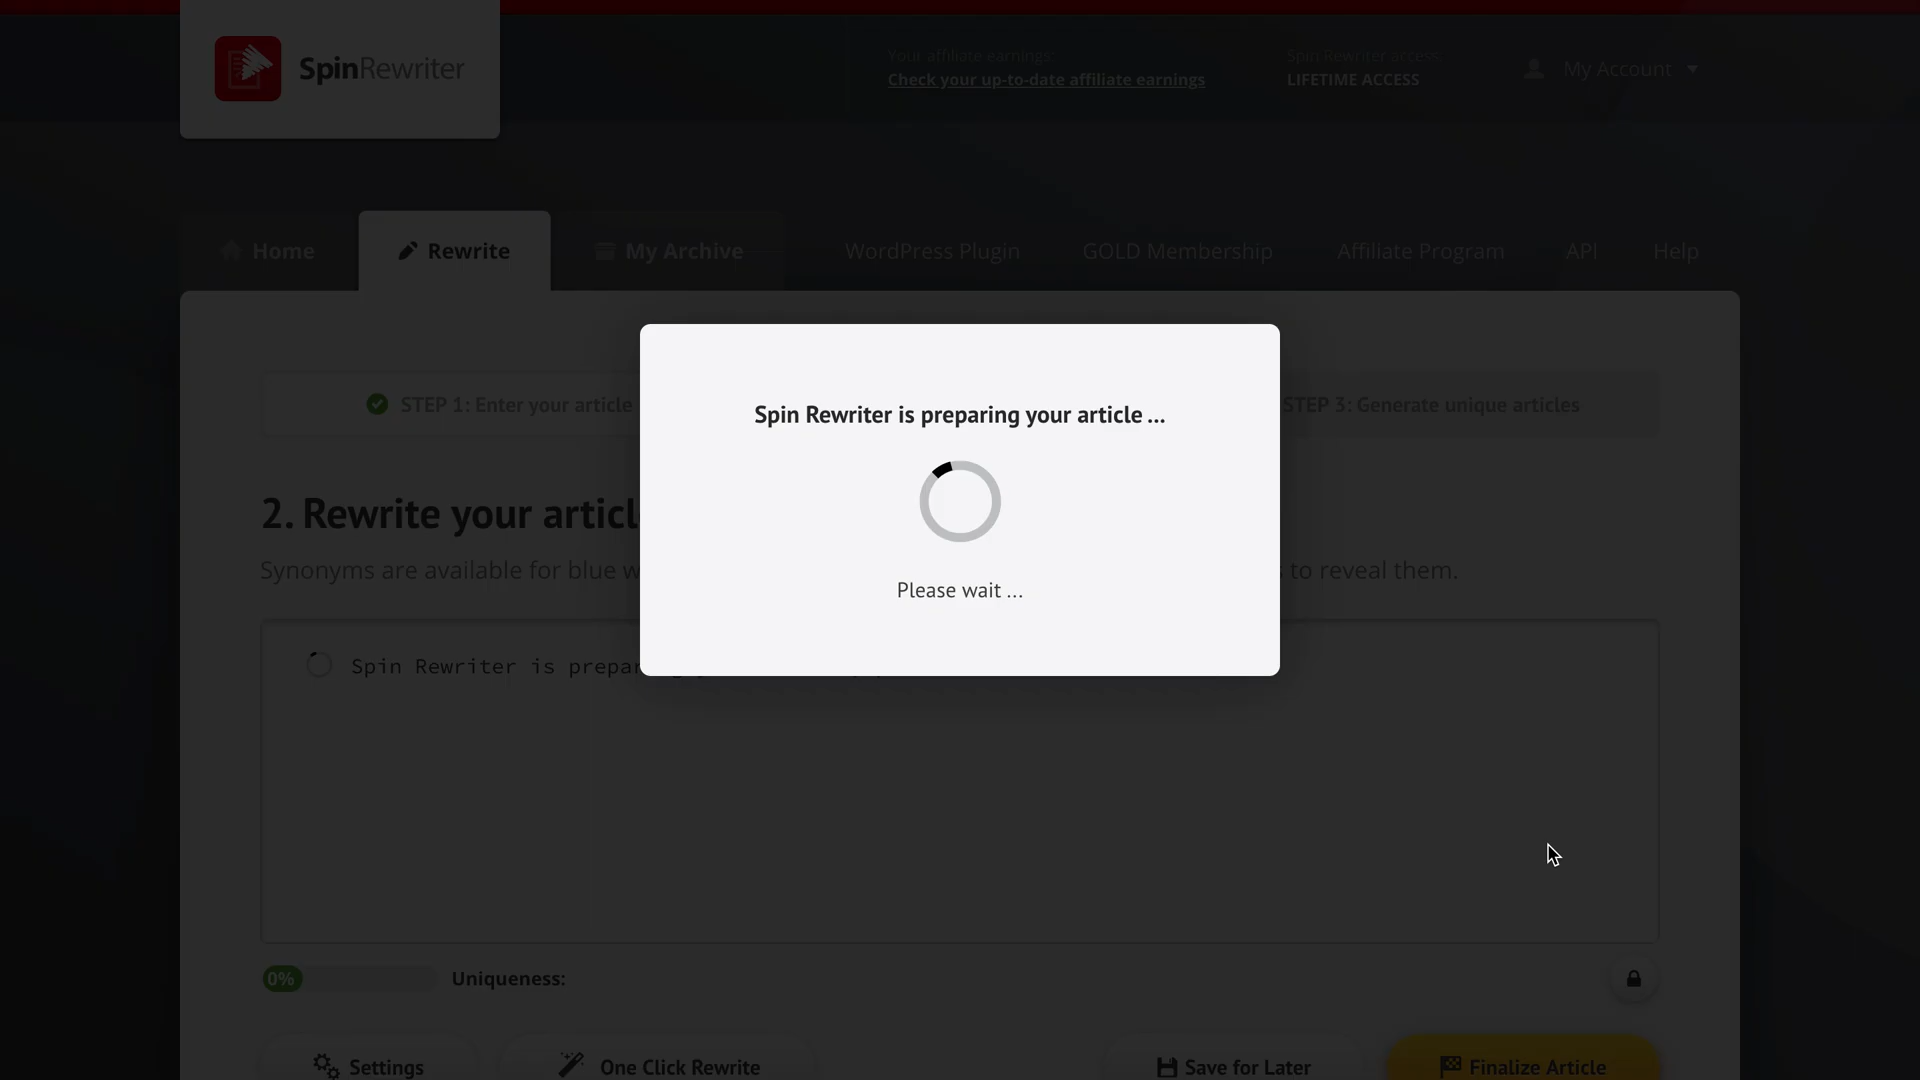 SpinRewriter
Your affiliate earnings:
Check your up-to-date affiliate earnings
Spin Rewriter access:
LIFETIME ACCESS
My Account
Home
Rewrite
My Archive
WordPress Plugin
GOLD Membership
Affiliate Program
API
Help
STEP 1: Enter your article
STEP 3: Generate unique articles
Spin Rewriter is preparing your article ...
Please wait ...
2. Rewrite your articl
Synonyms are available for blue w
s to reveal them.
Spin Rewriter is prepar
0%
Uniqueness:
Settings
One Click Rewrite
Save for Later
Finalize Article